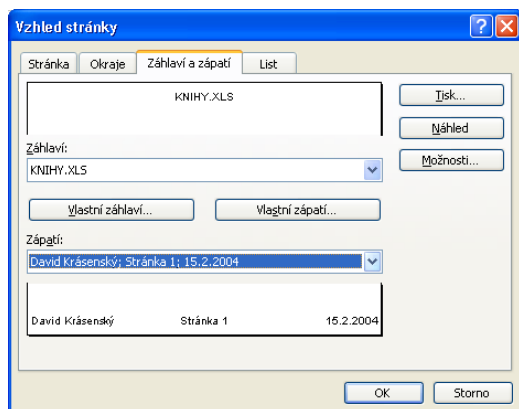 Vzhled stránky
Stránka Okraje Záhlaví a zápatí List
KNIHY.XLS
Tisk...
Náhled
Záhlaví:
KNIHY.XLS
Možnosti...
Vlastní záhlaví... Vlastní zápatí...
Zápatí:
David Krásenský; Stránka 1; 15.2.2004
David Krásenský Stránka 1 15.2.2004
OK Storno